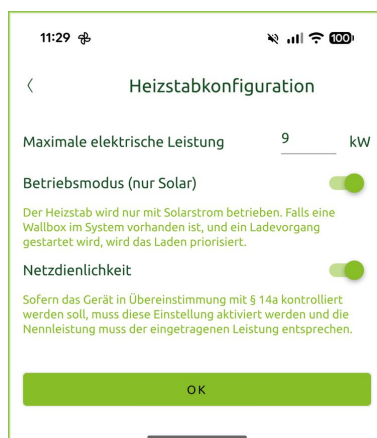 11:29
100
Heizstabkonfiguration
Maximale elektrische Leistung 9 kW
Betriebsmodus (nur Solar)
Der Heizstab wird nur mit Solarstrom betrieben. Falls eine
Wallbox im System vorhanden ist, und ein Ladevorgang
gestartet wird, wird das Laden priorisiert.
Netzdienlichkeit
Sofern das Gerät in Übereinstimmung mit § 14a kontrolliert
werden soll, muss diese Einstellung aktiviert werden und die
Nennleistung muss der eingetragenen Leistung entsprechen.
OK